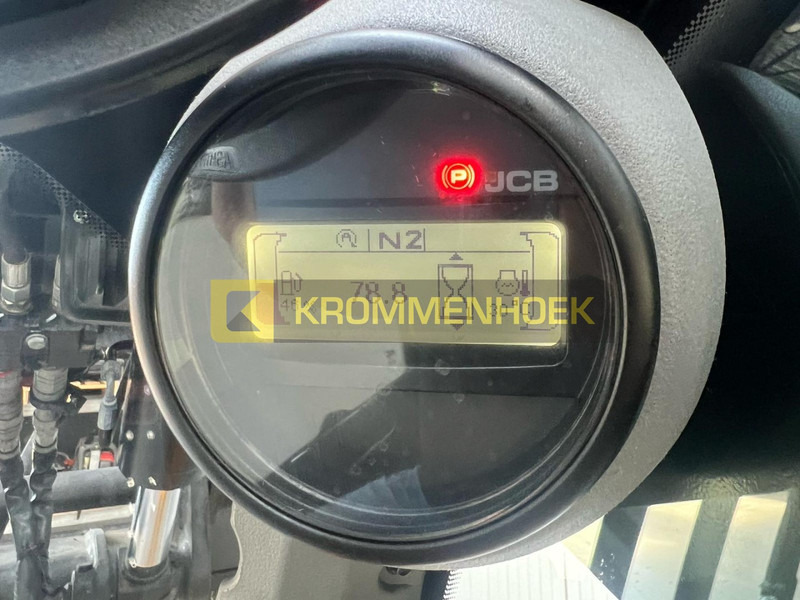 P JCB
A N2
78.8
KROMMENHOEK